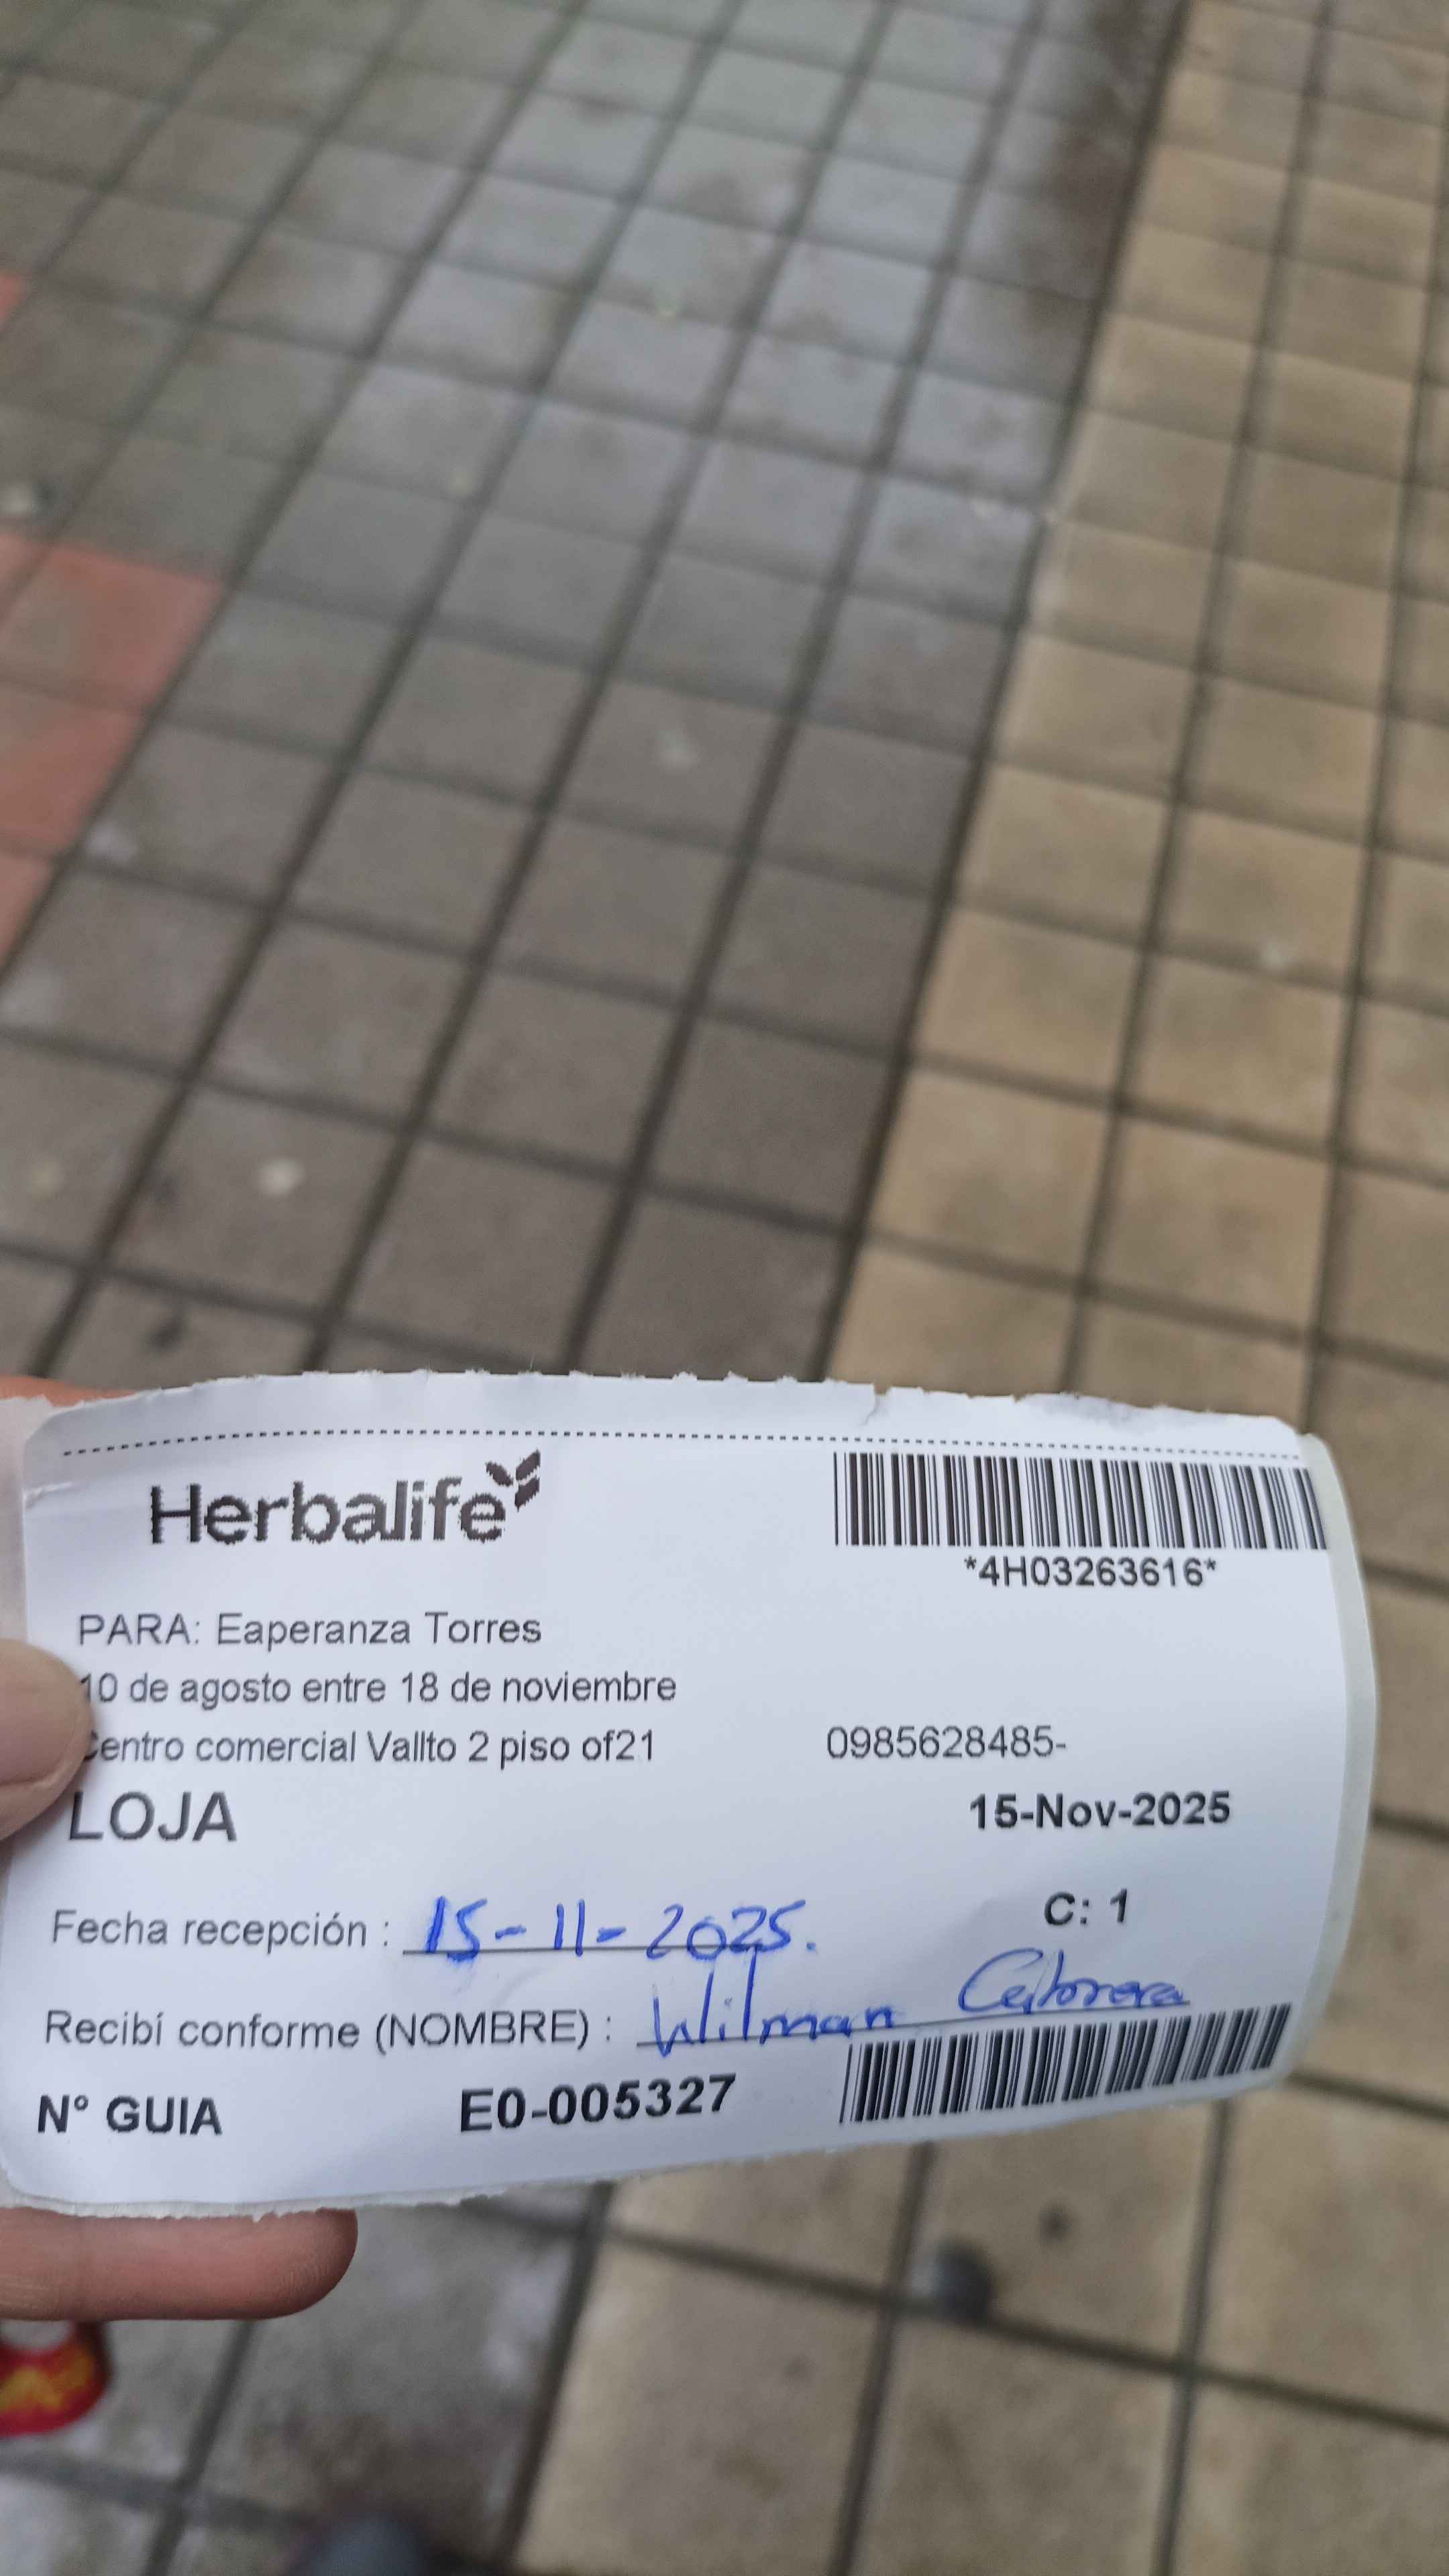 Herbalife
*4H03263616*
PARA: Eaperanza Torres
10 de agosto entre 18 de noviembre
Centro comercial Vallto 2 piso of21 0985628485-
LOJA 15-Nov-2025
C: 1
Fecha recepción : 15-11-2025.
Recibí conforme (NOMBRE) : Wilman Cabrera
N° GUIA E0-005327